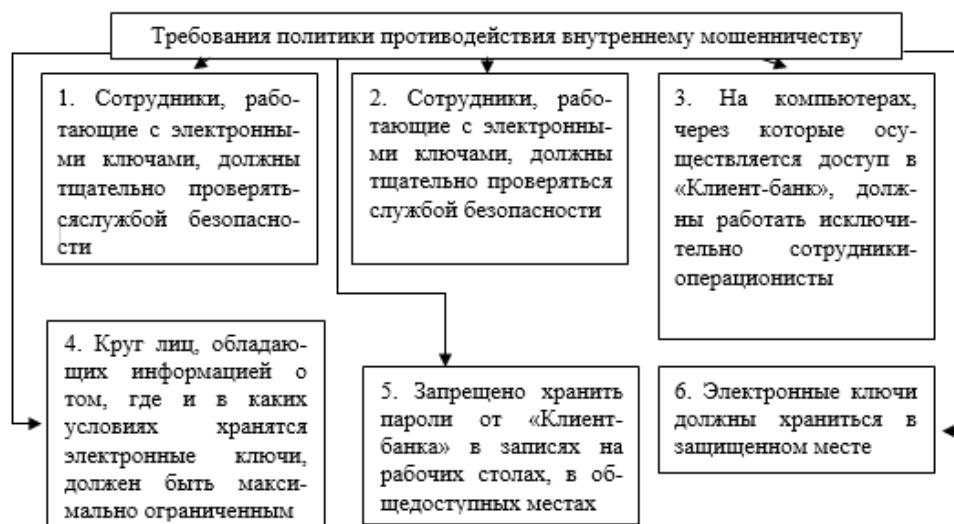 Требования политики противодействия внутреннему мошенничеству
1. Сотрудники, рабо-
тающие с электронны-
ми ключами, должны
тщательно проверять-
сяслужбой безопасно-
сти
2. Сотрудники, рабо-
тающие с электронны-
ми ключами, должны
тщательно проверяться
службой безопасности
3. На компьютерах,
через которые осу-
ществляется доступ в
«Клиент-банк», долж-
ны работать исключи-
тельно сотрудники-
операционисты
4. Круг лиц, обладаю-
щих информацией о
том, где и в каких
условиях хранятся
электронные ключи,
должен быть макси-
мально ограниченным
5. Запрещено хранить
пароли от «Клиент-
банка» в записях на
рабочих столах, в об-
щедоступных местах
6. Электронные ключи
должны храниться в
защищенном месте